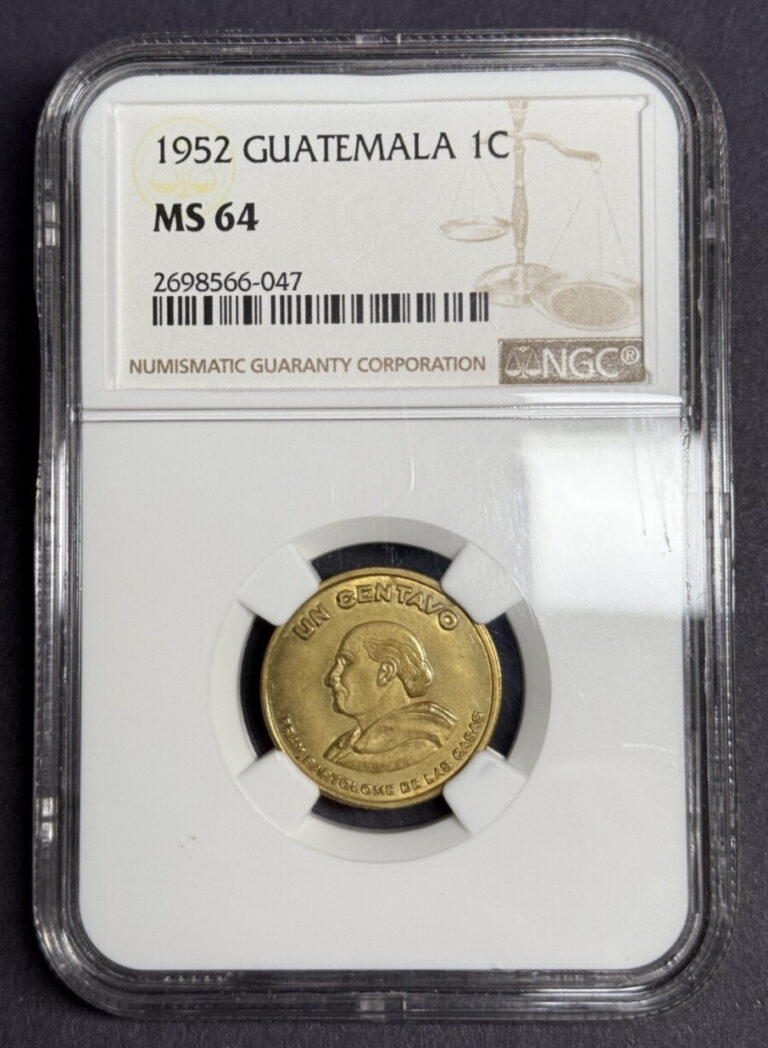 1952 GUATEMALA 1C
MS 64
2698566-047
NUMISMATIC GUARANTY CORPORATION
NGC®
UN CENTAVO
FRAY BARTOLOME DE LAS CASAS